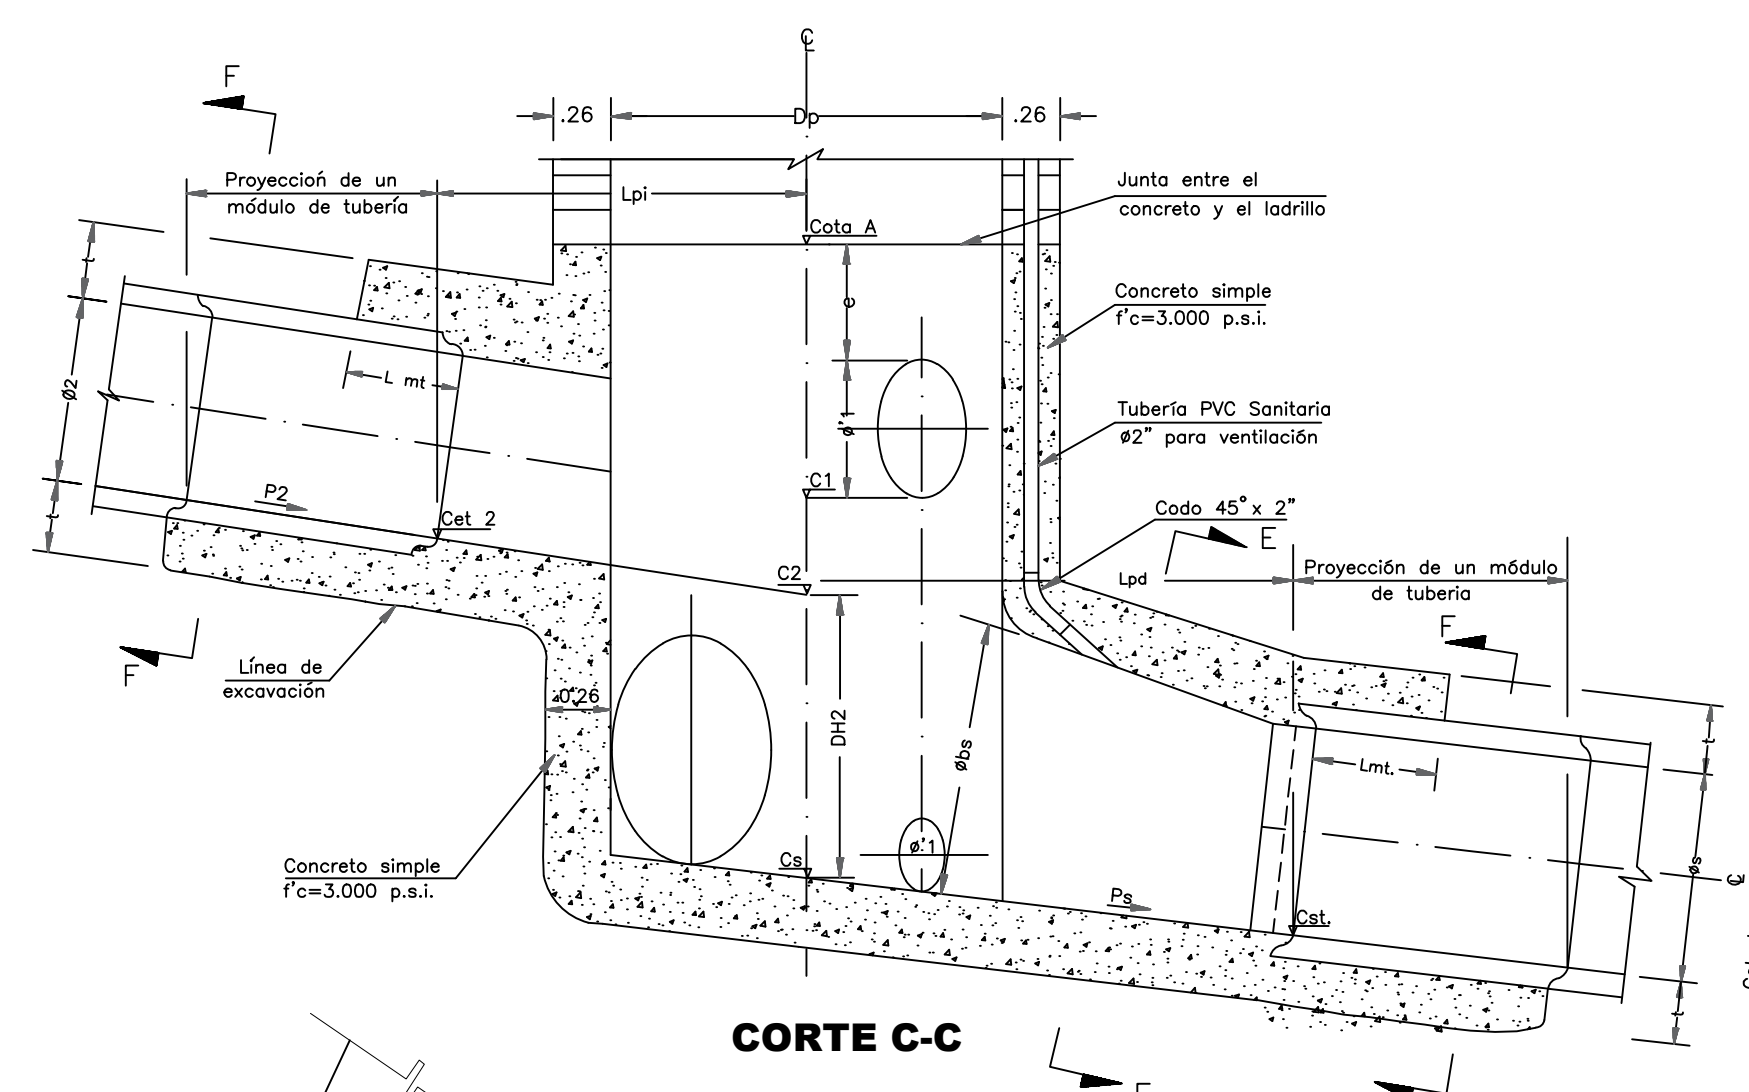 ℄
F
.26
Dp
.26
Proyección de un
módulo de tubería
Lpi
Junta entre el
concreto y el ladrillo
Cota A
t
e
Concreto simple
f'c=3.000 p.s.i.
L mt
Ø2
ø'1
Tubería PVC Sanitaria
Ø2" para ventilación
P2
C1
t
Cet 2
Codo 45° x 2"
E
C2
Lpd
Proyección de un módulo
de tuberia
F
F
Línea de
excavación
0.26
DH2
Øbs
t
Lmt.
Concreto simple
f'c=3.000 p.s.i.
Cs
ø'1
Øs
℄
Ps
Cst.
t
CORTE C-C